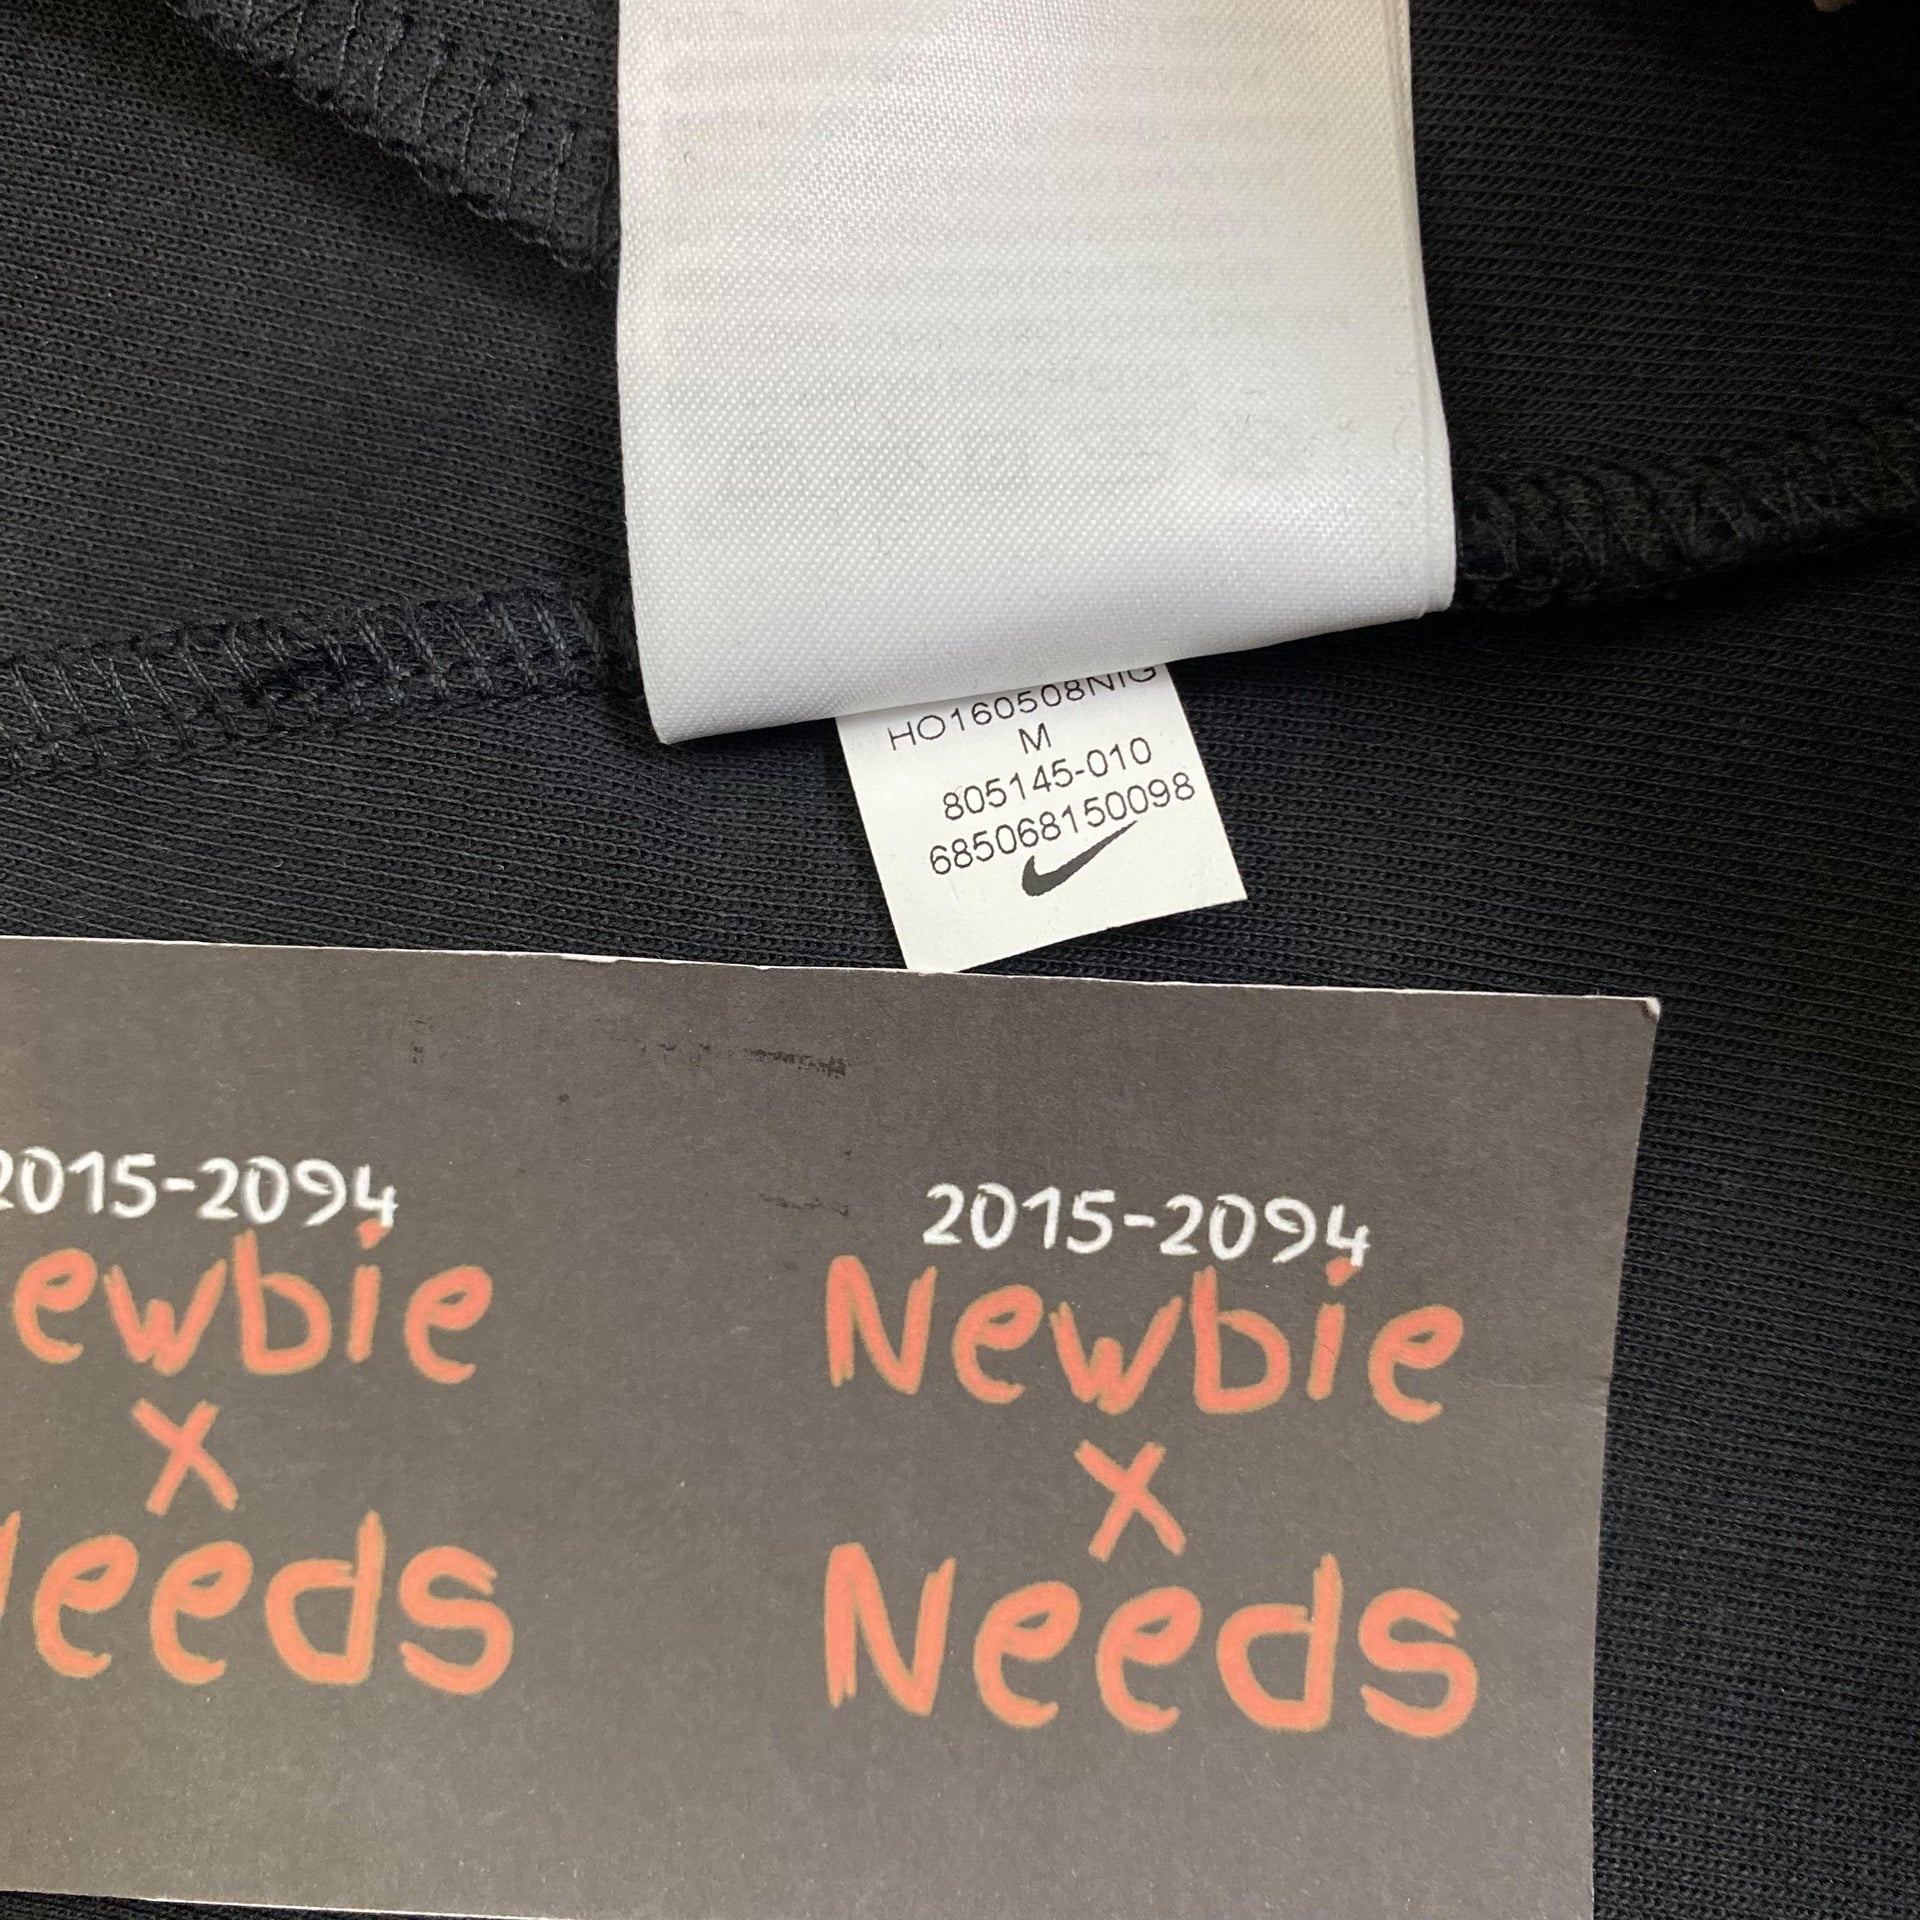 HO160508NIG
M
805145-010
685068150098
2015-2094
ewbie
x
eeds
2015-2094
Newbie
x
Needs